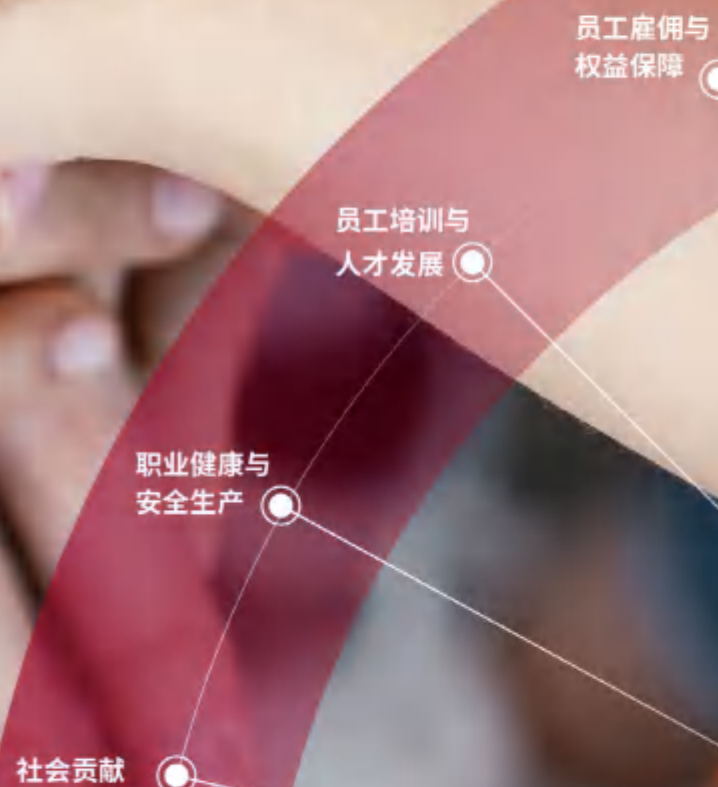 员工雇佣与
权益保障
员工培训与
人才发展
职业健康与
安全生产
社会贡献